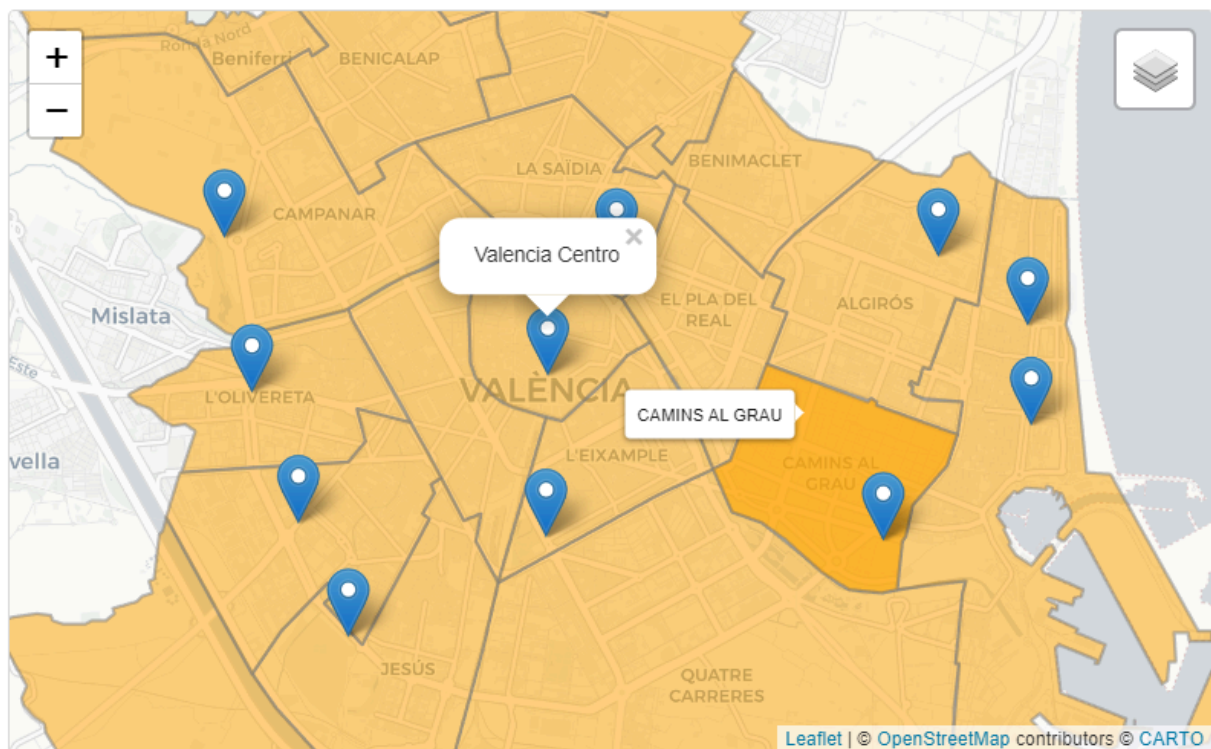 +
−
Ronda Nord
Beniferri
BENICALAP
BENIMACLET
LA SAÏDIA
CAMPANAR
×
Valencia Centro
EL PLA DEL
REAL
ALGIRÓS
Mislata
Este
L'OLIVERETA
VALÈNCIA
CAMINS AL GRAU
L'EIXAMPLE
CAMINS AL
GRAU
vella
JESÚS
QUATRE
CARRERES
Leaflet | © OpenStreetMap contributors © CARTO